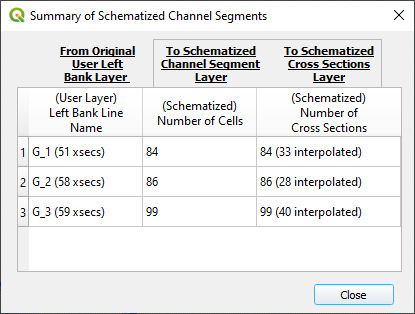 Summary of Schematized Channel Segments
From Original
User Left
Bank Layer
To Schematized
Channel Segment
Layer
To Schematized
Cross Sections
Layer
(User Layer)
Left Bank Line
Name
(Schematized)
Number of Cells
(Schematized)
Number of
Cross Sections
1 G_1 (51 xsecs) 84 84 (33 interpolated)
2 G_2 (58 xsecs) 86 86 (28 interpolated)
3 G_3 (59 xsecs) 99 99 (40 interpolated)
Close